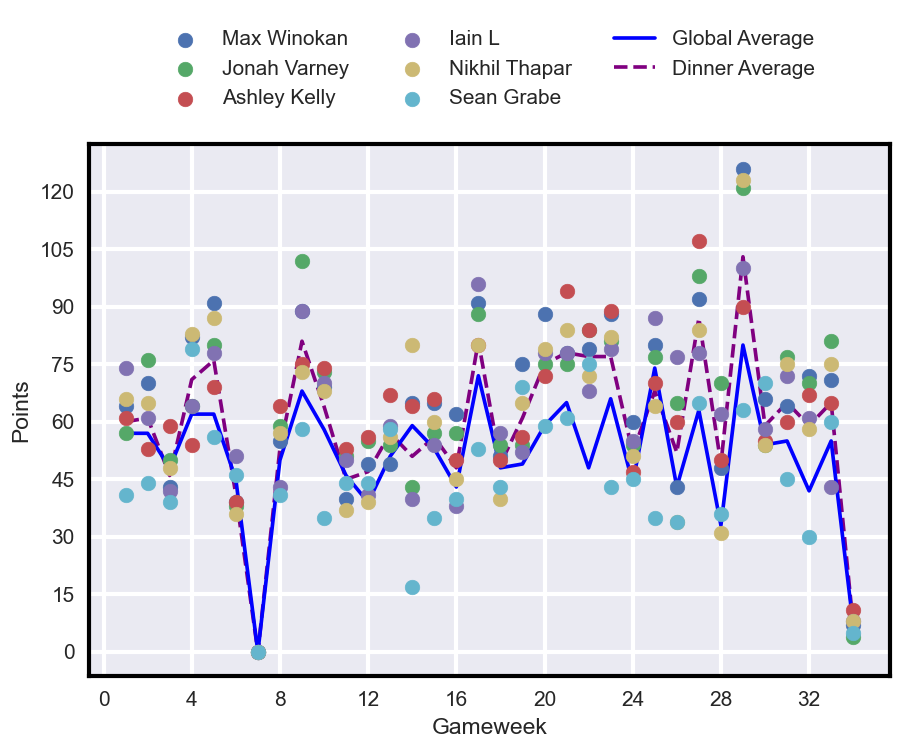 Max Winokan
Jonah Varney
Ashley Kelly
Iain L
Nikhil Thapar
Sean Grabe
Global Average
Dinner Average
120
105
90
75
60
45
30
15
0
Points
0 4 8 12 16 20 24 28 32
Gameweek